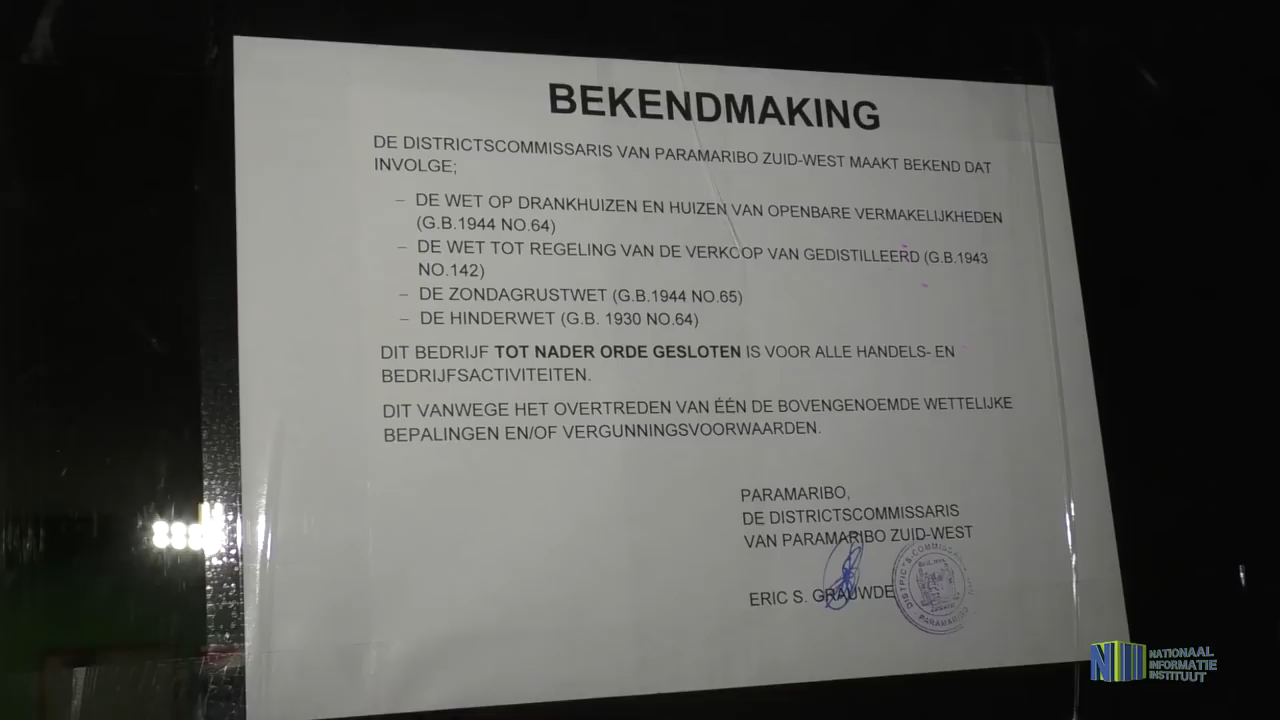 BEKENDMAKING
DE DISTRICTSCOMMISSARIS VAN PARAMARIBO ZUID-WEST MAAKT BEKEND DAT
INVOLGE;
– DE WET OP DRANKHUIZEN EN HUIZEN VAN OPENBARE VERMAKELIJKHEDEN
(G.B.1944 NO.64)
– DE WET TOT REGELING VAN DE VERKOOP VAN GEDISTILLEERD (G.B.1943
NO.142)
– DE ZONDAGRUSTWET (G.B.1944 NO.65)
– DE HINDERWET (G.B. 1930 NO.64)
DIT BEDRIJF TOT NADER ORDE GESLOTEN IS VOOR ALLE HANDELS- EN
BEDRIJFSACTIVITEITEN.
DIT VANWEGE HET OVERTREDEN VAN ÉÉN DE BOVENGENOEMDE WETTELIJKE
BEPALINGEN EN/OF VERGUNNINGSVOORWAARDEN.
PARAMARIBO,
DE DISTRICTSCOMMISSARIS
VAN PARAMARIBO ZUID-WEST
ERIC S. GRAUWDE
PARAMARIBO
NATIONAAL
INFORMATIE
INSTITUUT